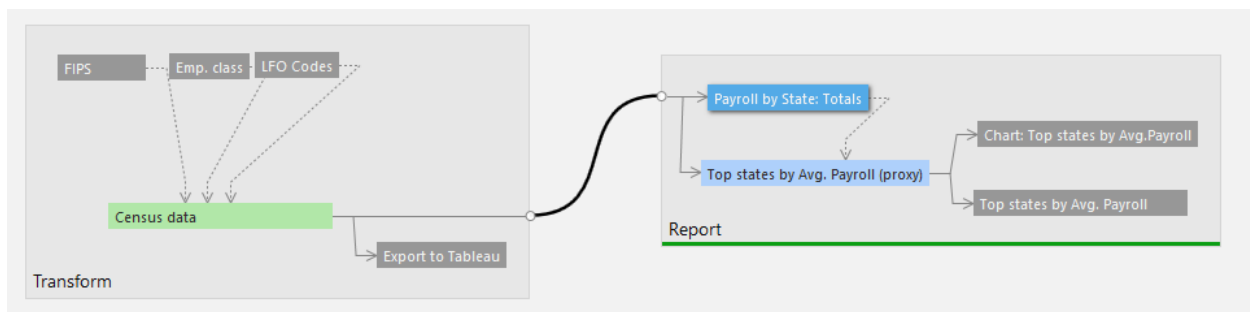 FIPS
Emp. class
LFO Codes
Census data
Export to Tableau
Transform
Payroll by State: Totals
Top states by Avg. Payroll (proxy)
Chart: Top states by Avg.Payroll
Top states by Avg. Payroll
Report